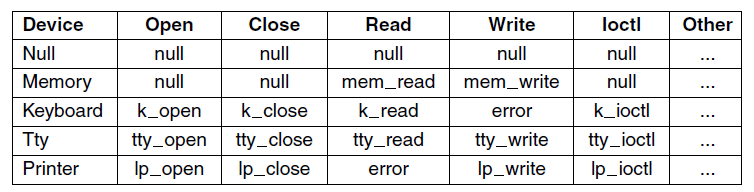 Device Open Close Read Write Ioctl Other
Null null null null null null ...
Memory null null mem_read mem_write null ...
Keyboard k_open k_close k_read error k_ioctl ...
Tty tty_open tty_close tty_read tty_write tty_ioctl ...
Printer lp_open lp_close error lp_write lp_ioctl ...